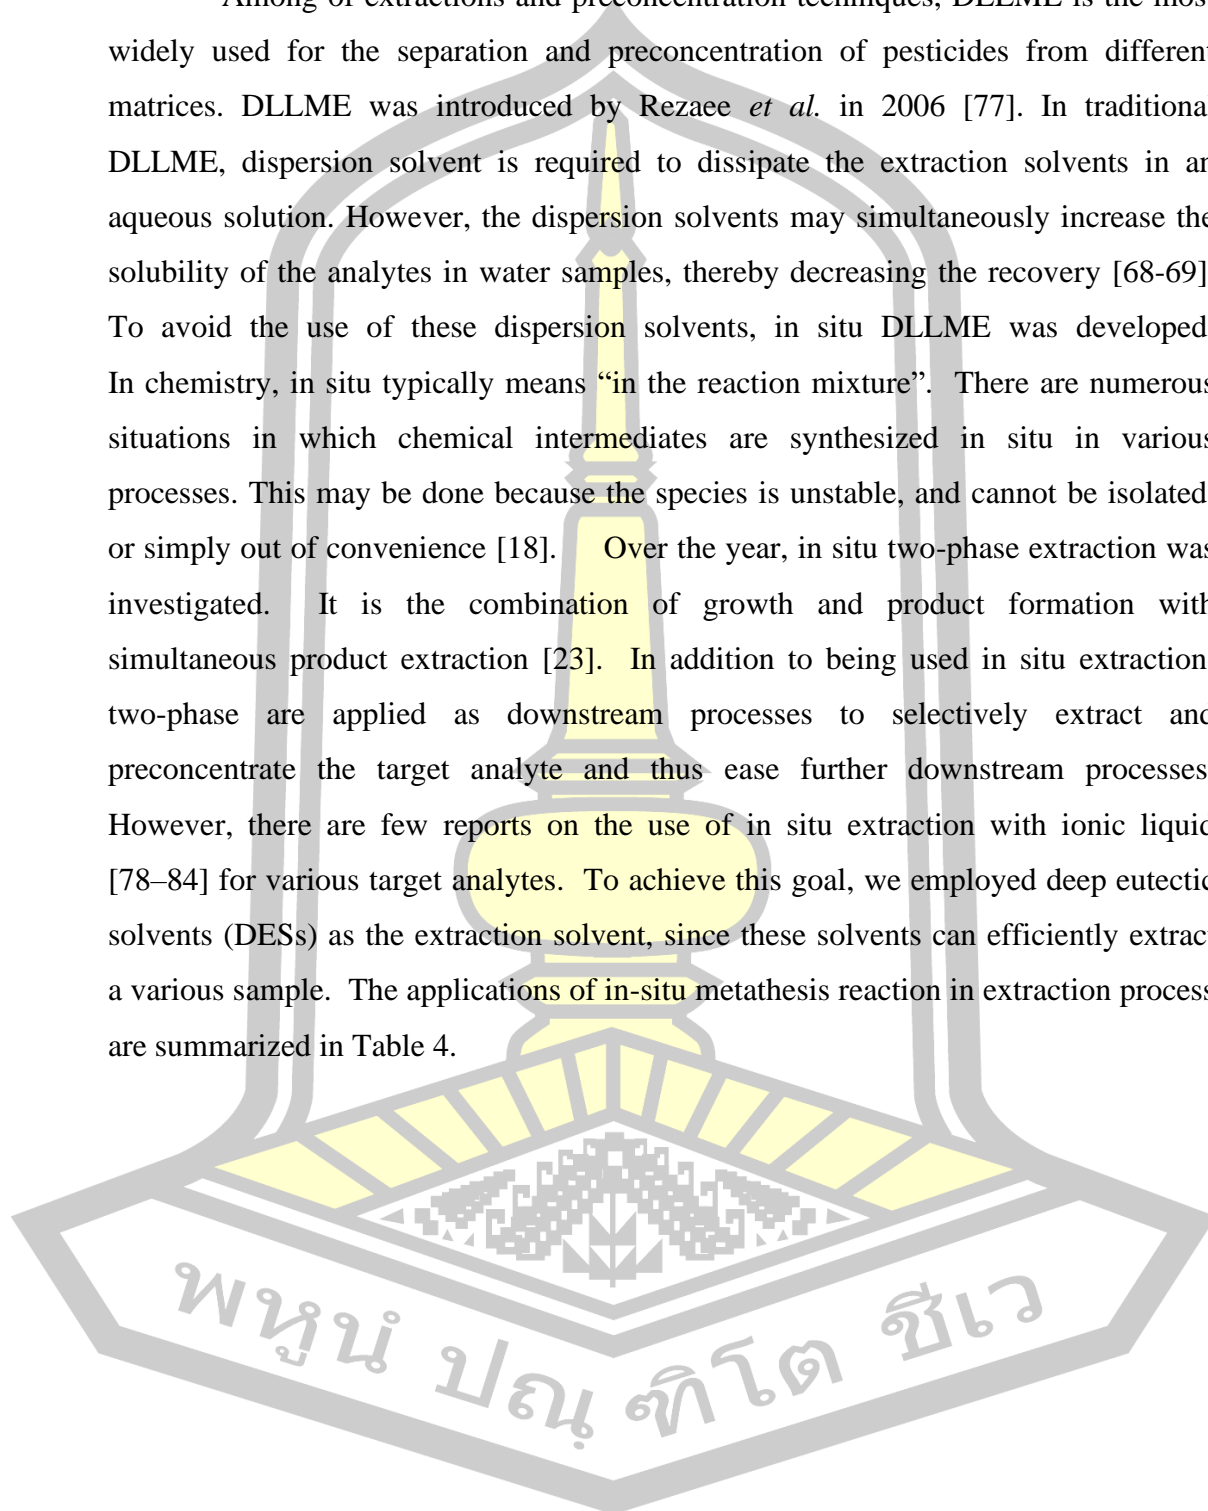 Among of extractions and preconcentration techniques, DLLME is the mos
widely used for the separation and preconcentration of pesticides from different
matrices. DLLME was introduced by Rezaee et al. in 2006 [77]. In traditional
DLLME, dispersion solvent is required to dissipate the extraction solvents in an
aqueous solution. However, the dispersion solvents may simultaneously increase the
solubility of the analytes in water samples, thereby decreasing the recovery [68-69]
To avoid the use of these dispersion solvents, in situ DLLME was developed
In chemistry, in situ typically means “in the reaction mixture”. There are numerous
situations in which chemical intermediates are synthesized in situ in various
processes. This may be done because the species is unstable, and cannot be isolated
or simply out of convenience [18]. Over the year, in situ two-phase extraction was
investigated. It is the combination of growth and product formation with
simultaneous product extraction [23]. In addition to being used in situ extraction
two-phase are applied as downstream processes to selectively extract and
preconcentrate the target analyte and thus ease further downstream processes
However, there are few reports on the use of in situ extraction with ionic liquid
[78–84] for various target analytes. To achieve this goal, we employed deep eutectic
solvents (DESs) as the extraction solvent, since these solvents can efficiently extract
a various sample. The applications of in-situ metathesis reaction in extraction process
are summarized in Table 4.
พหูนํ ปณฺฑิโต ชีเว